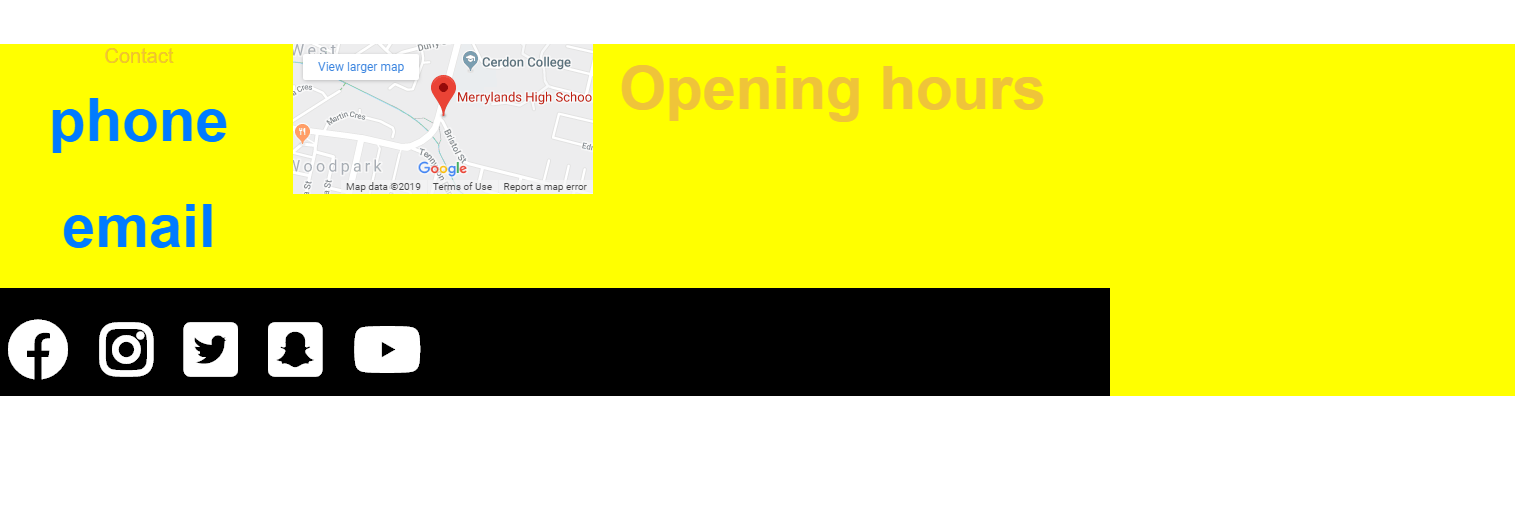 Contact
phone
email
West
View larger map
Cerdon College
Merrylands High Schoo
Martin Cres
Bristol St
Woodpark
Google
Map data ©2019 Terms of Use Report a map error
Opening hours